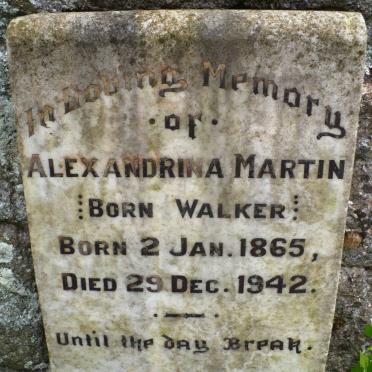 In Loving Memory
· of ·
ALEXANDRINA MARTIN
⁝BORN WALKER⁝
BORN 2 JAN. 1865,
DIED 29 DEC. 1942.
Until the day Break.